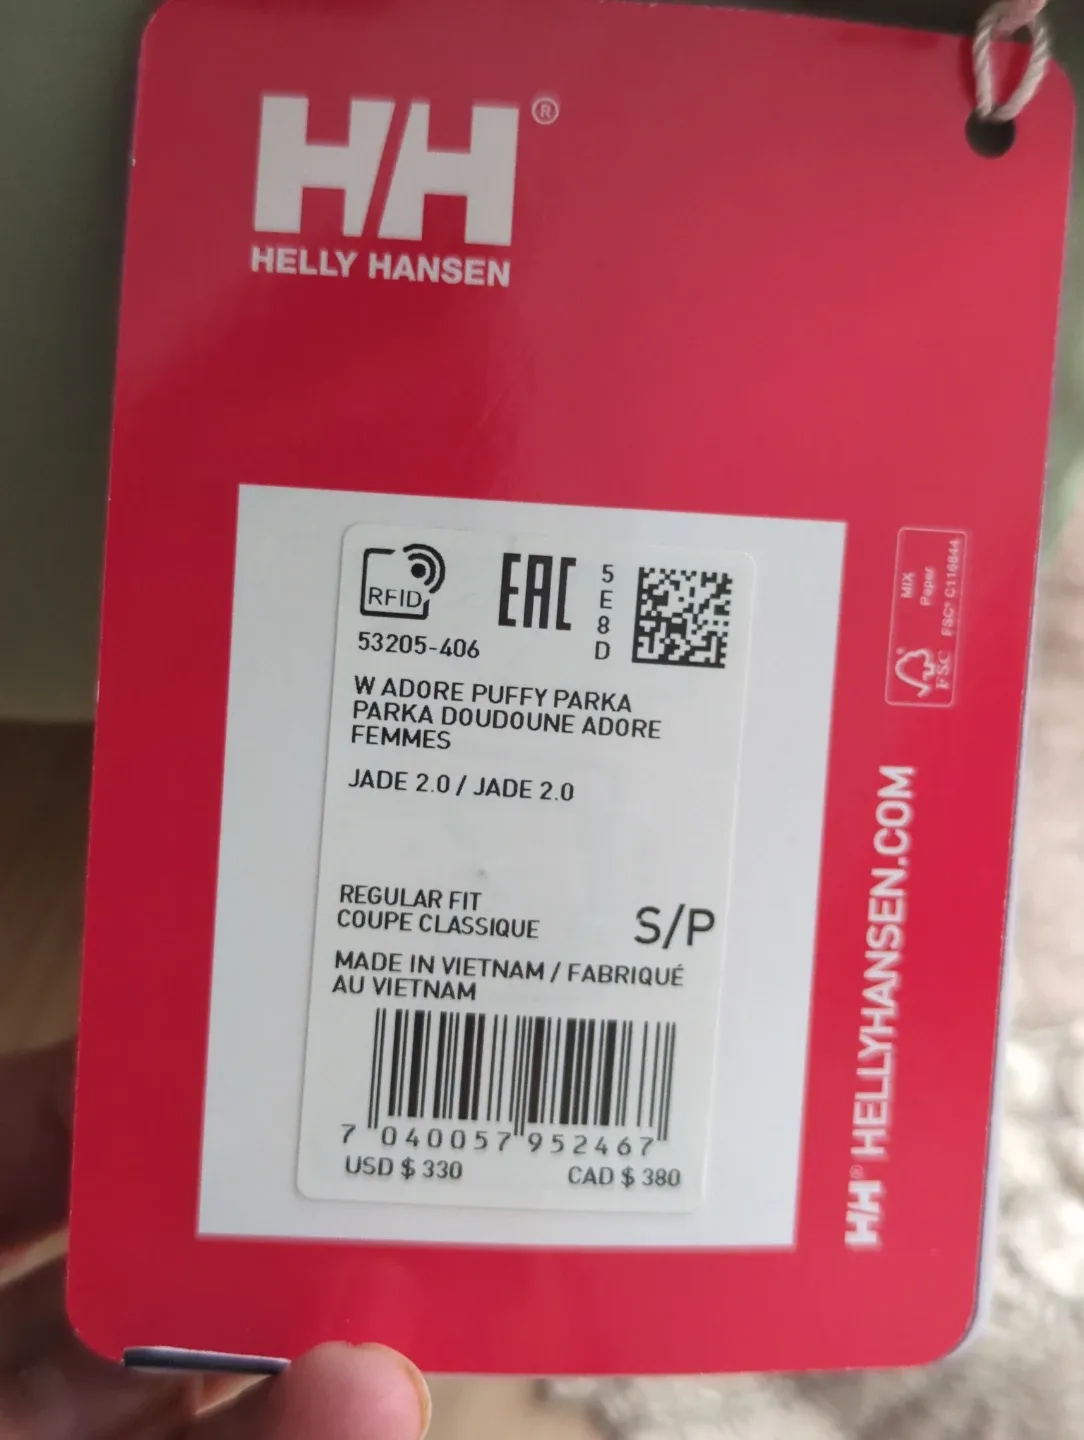 HH®
HELLY HANSEN
RFID
EAC
5
E
8
D
53205-406
W ADORE PUFFY PARKA
PARKA DOUDOUNE ADORE
FEMMES
JADE 2.0 / JADE 2.0
REGULAR FIT
COUPE CLASSIQUE
S/P
MADE IN VIETNAM / FABRIQUÉ
AU VIETNAM
7 040057 952467
USD $ 330 CAD $ 380
MIX
Paper
FSC® C116844
FSC
HH® HELLYHANSEN.COM